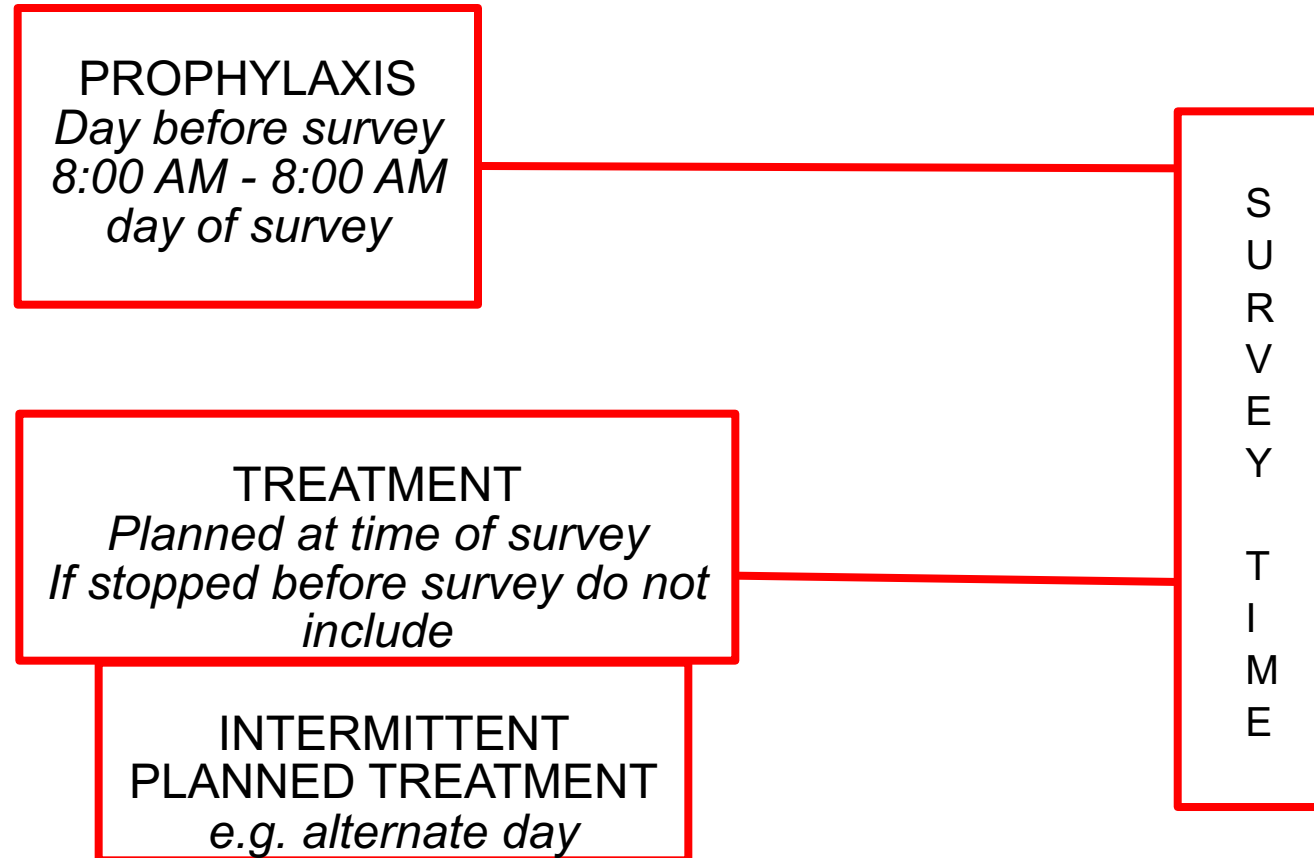 PROPHYLAXIS
Day before survey
8:00 AM - 8:00 AM
day of survey
TREATMENT
Planned at time of survey
If stopped before survey do not
include
INTERMITTENT
PLANNED TREATMENT
e.g. alternate day
S
U
R
V
E
Y
T
I
M
E